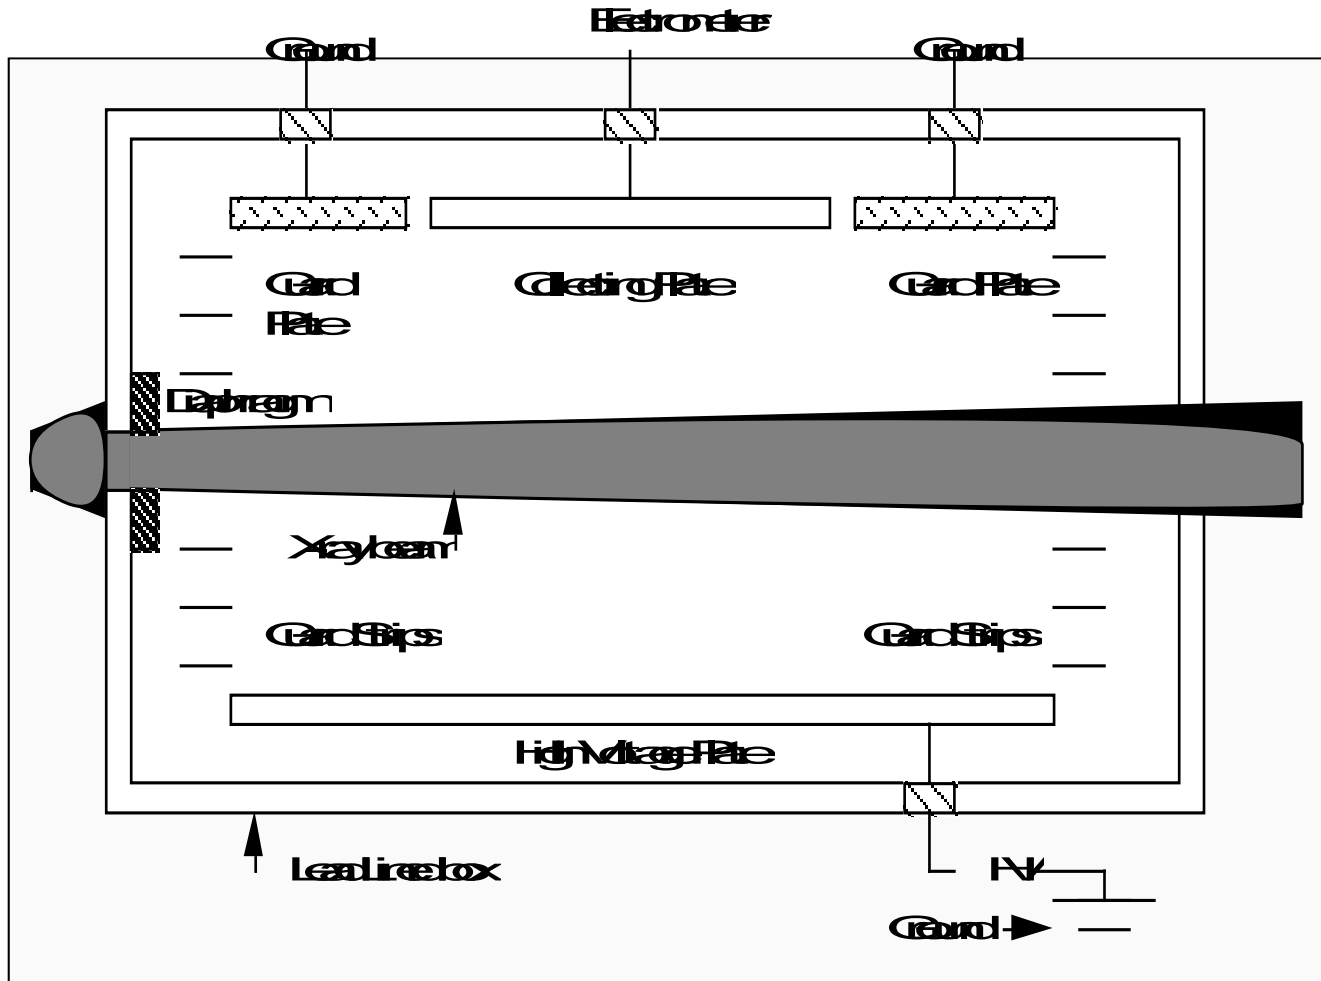 Electrometer
Ground
Ground
Guard
Plate
Collecting Plate
Guard Plate
Diaphragm
X-ray beam
Guard Strips
Guard Strips
High Voltage Plate
Lead Lined box
HV
Ground